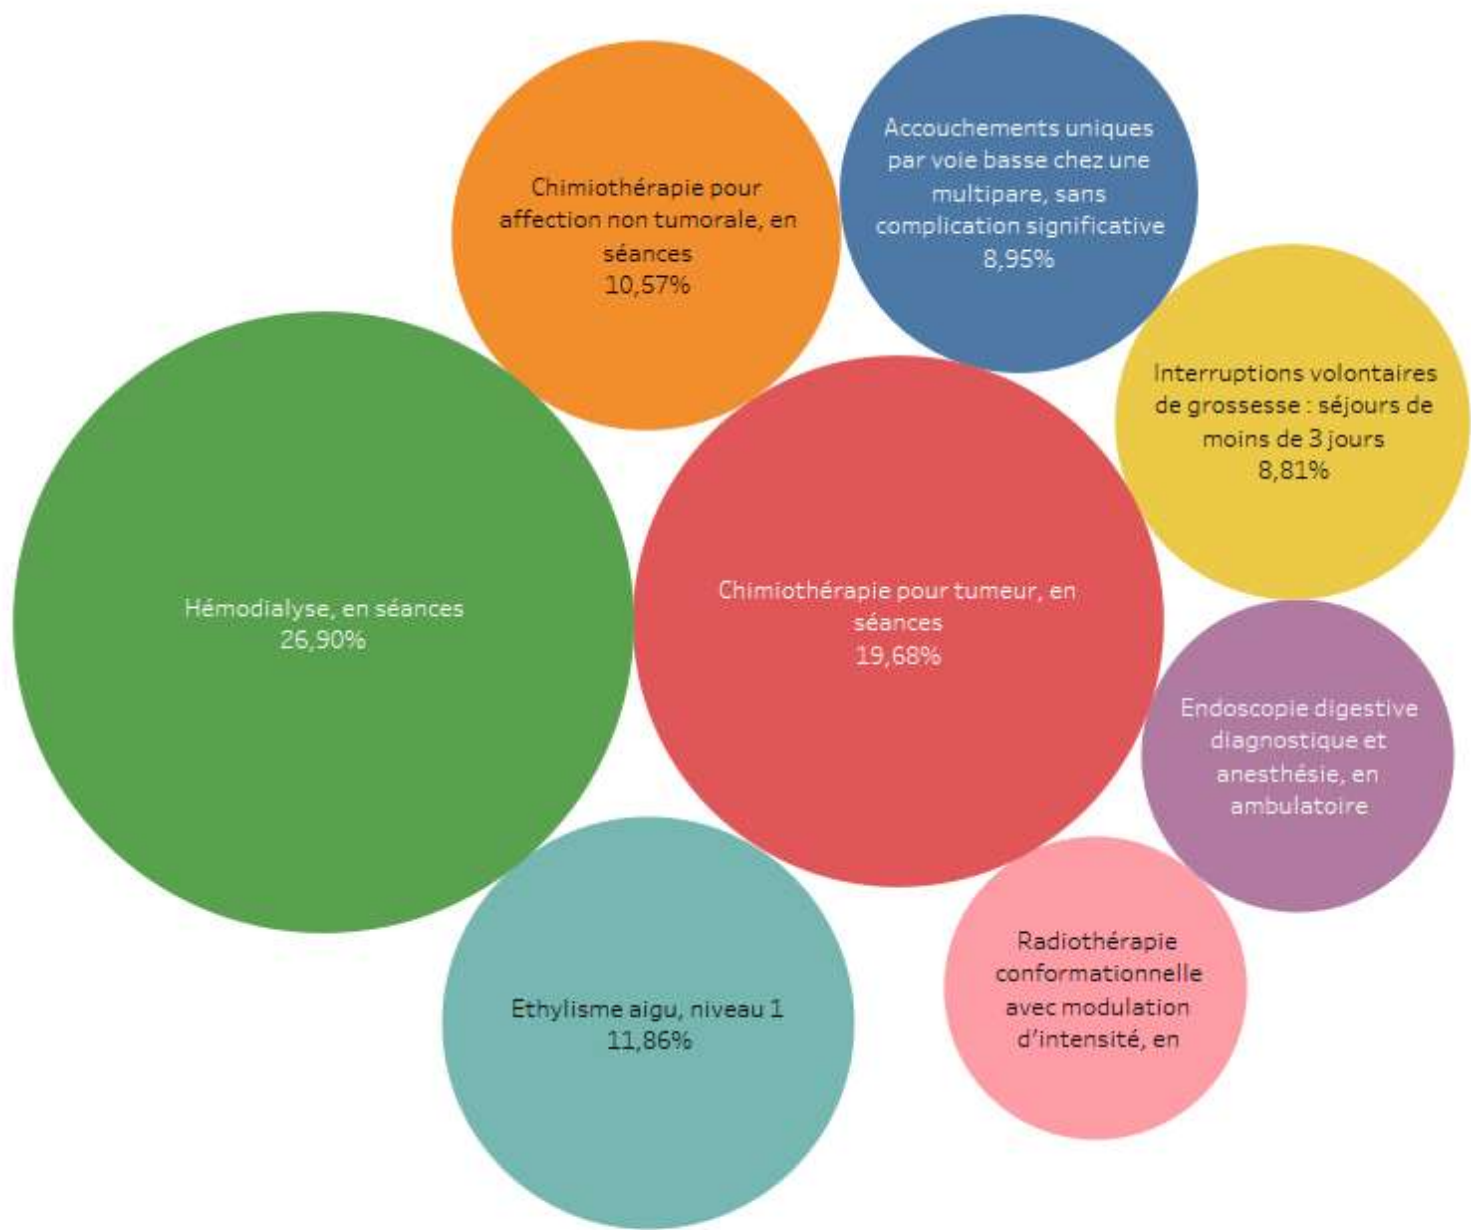 Accouchements uniques
par voie basse chez une
multipare, sans
complication significative
8,95%
Chimiothérapie pour
affection non tumorale, en
séances
10,57%
Interruptions volontaires
de grossesse : séjours de
moins de 3 jours
8,81%
Hémodialyse, en séances
26,90%
Chimiothérapie pour tumeur, en
séances
19,68%
Endoscopie digestive
diagnostique et
anesthésie, en
ambulatoire
Radiothérapie
conformationnelle
avec modulation
d’intensité, en
Ethylisme aigu, niveau 1
11,86%